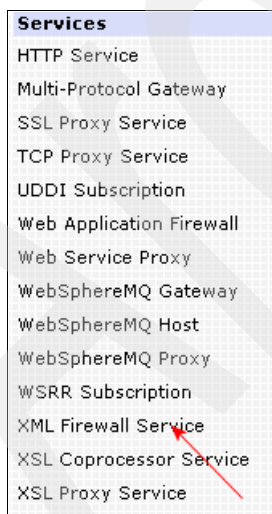 Services
HTTP Service
Multi-Protocol Gateway
SSL Proxy Service
TCP Proxy Service
UDDI Subscription
Web Application Firewall
Web Service Proxy
WebSphereMQ Gateway
WebSphereMQ Host
WebSphereMQ Proxy
WSRR Subscription
XML Firewall Service
XSL Coprocessor Service
XSL Proxy Service